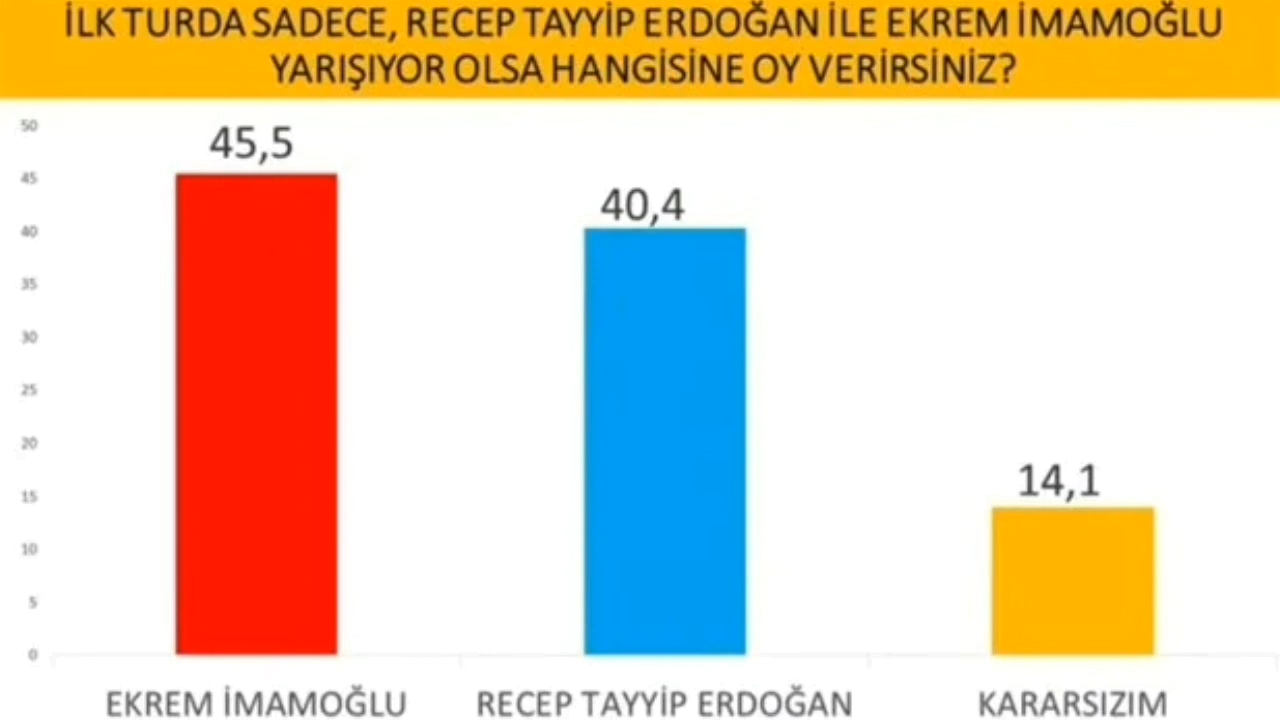 İLK TURDA SADECE, RECEP TAYYİP ERDOĞAN İLE EKREM İMAMOĞLU
YARIŞIYOR OLSA HANGİSİNE OY VERİRSİNİZ?
50
45
40
35
30
25
20
15
10
5
0
45,5
40,4
14,1
EKREM İMAMOĞLU
RECEP TAYYİP ERDOĞAN
KARARSIZIM